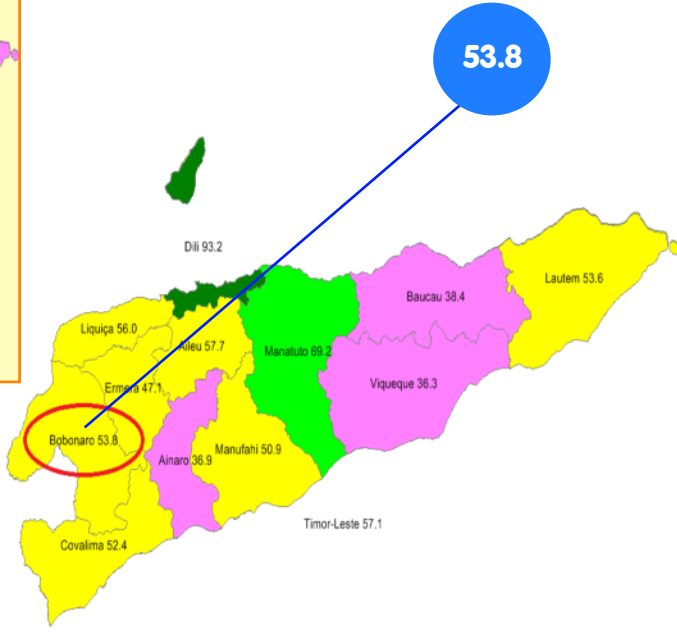 53.8
Dili 93.2
Lautem 53.6
Baucau 38.4
Liquiça 56.0
Aileu 57.7
Manatuto 69.2
Viqueque 36.3
Ermera 47.1
Bobonaro 53.8
Manufahi 50.9
Ainaro 36.9
Timor-Leste 57.1
Covalima 52.4